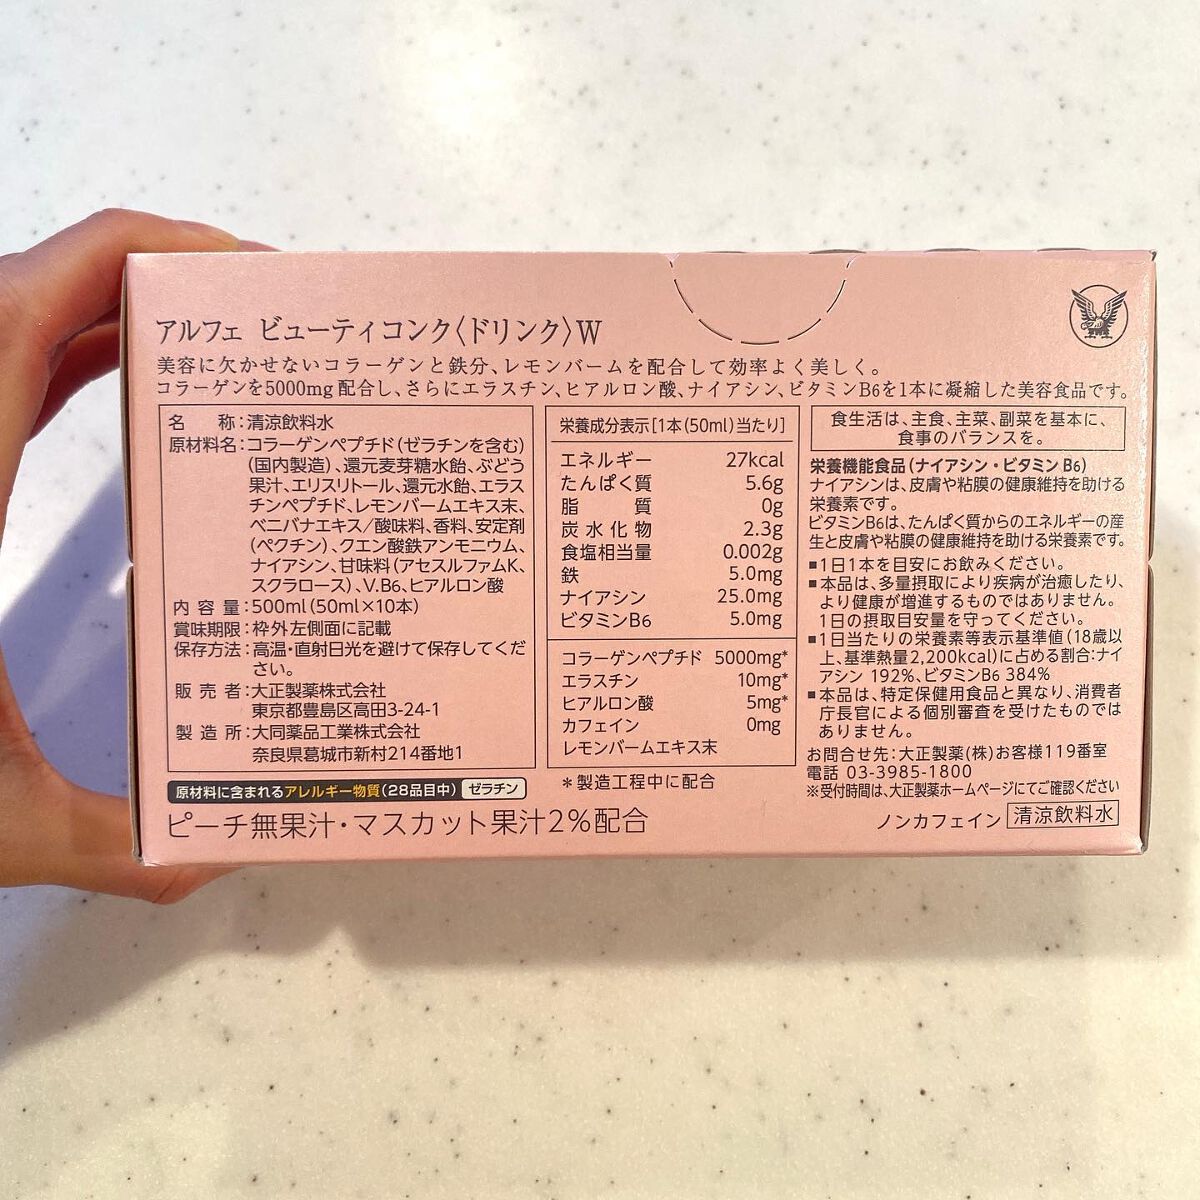 アルフェ ビューティコンク〈ドリンク〉W
美容に欠かせないコラーゲンと鉄分、レモンバームを配合して効率よく美しく。
コラーゲンを5000mg配合し、さらにエラスチン、ヒアルロン酸、ナイアシン、ビタミンB6を1本に凝縮した美容食品です。
名 称:清涼飲料水
原材料名:コラーゲンペプチド(ゼラチンを含む)
(国内製造)、還元麦芽糖水飴、ぶどう
果汁、エリスリトール、還元水飴、エラス
チンペプチド、レモンバームエキス末、
ベニバナエキス/酸味料、香料、安定剤
(ペクチン)、クエン酸鉄アンモニウム、
ナイアシン、甘味料(アセスルファムK、
スクラロース)、V.B6、ヒアルロン酸
内容量:500ml(50ml×10本)
賞味期限:枠外左側面に記載
保存方法:高温・直射日光を避けて保存してくだ
さい。
販売者:大正製薬株式会社
東京都豊島区高田3-24-1
製造所:大同薬品工業株式会社
奈良県葛城市新村214番地1
原材料に含まれるアレルギー物質(28品目中) ゼラチン
ピーチ無果汁・マスカット果汁2%配合
栄養成分表示[1本(50ml)当たり]
エネルギー 27kcal
たんぱく質 5.6g
脂質 0g
炭水化物 2.3g
食塩相当量 0.002g
鉄 5.0mg
ナイアシン 25.0mg
ビタミンB6 5.0mg
コラーゲンペプチド 5000mg*
エラスチン 10mg*
ヒアルロン酸 5mg*
カフェイン 0mg
レモンバームエキス末
*製造工程中に配合
食生活は、主食、主菜、副菜を基本に、
食事のバランスを。
栄養機能食品(ナイアシン・ビタミンB6)
ナイアシンは、皮膚や粘膜の健康維持を助ける
栄養素です。
ビタミンB6は、たんぱく質からのエネルギーの産
生と皮膚や粘膜の健康維持を助ける栄養素です。
■1日1本を目安にお飲みください。
■本品は、多量摂取により疾病が治癒したり、
より健康が増進するものではありません。
1日の摂取目安量を守ってください。
■1日当たりの栄養素等表示基準値(18歳以
上、基準熱量2,200kcal)に占める割合:ナイ
アシン 192%、ビタミンB6 384%
■本品は、特定保健用食品と異なり、消費者
庁長官による個別審査を受けたものでは
ありません。
お問合せ先:大正製薬(株)お客様119番室
電話 03-3985-1800
※受付時間は、大正製薬ホームページにてご確認ください
ノンカフェイン 清涼飲料水